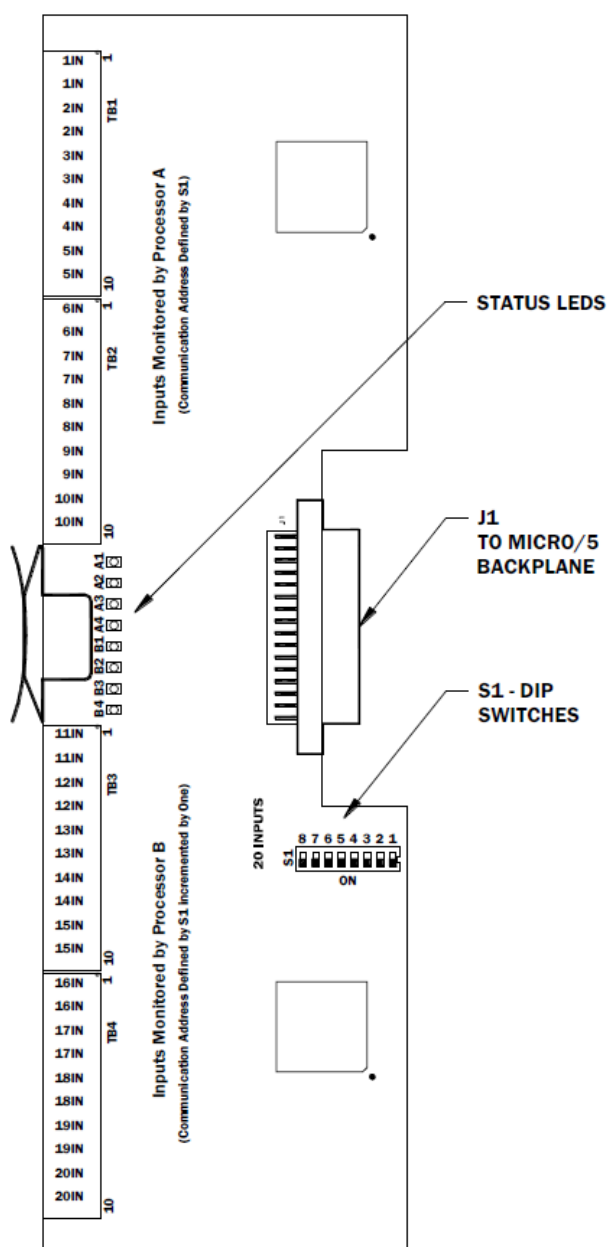 1IN
1IN
2IN
2IN
3IN
3IN
4IN
4IN
5IN
5IN
1
TB1
10
6IN
6IN
7IN
7IN
8IN
8IN
9IN
9IN
10IN
10IN
1
TB2
10
Inputs Monitored by Processor A
(Communication Address Defined by S1)
STATUS LEDS
A1
A2
A3
A4
B1
B2
B3
B4
J1
J1
TO MICRO/5
BACKPLANE
S1 - DIP
SWITCHES
11IN
11IN
12IN
12IN
13IN
13IN
14IN
14IN
15IN
15IN
1
TB3
10
16IN
16IN
17IN
17IN
18IN
18IN
19IN
19IN
20IN
20IN
1
TB4
10
Inputs Monitored by Processor B
(Communication Address Defined by S1 Incremented by One)
20 INPUTS
S1
8 7 6 5 4 3 2 1
ON